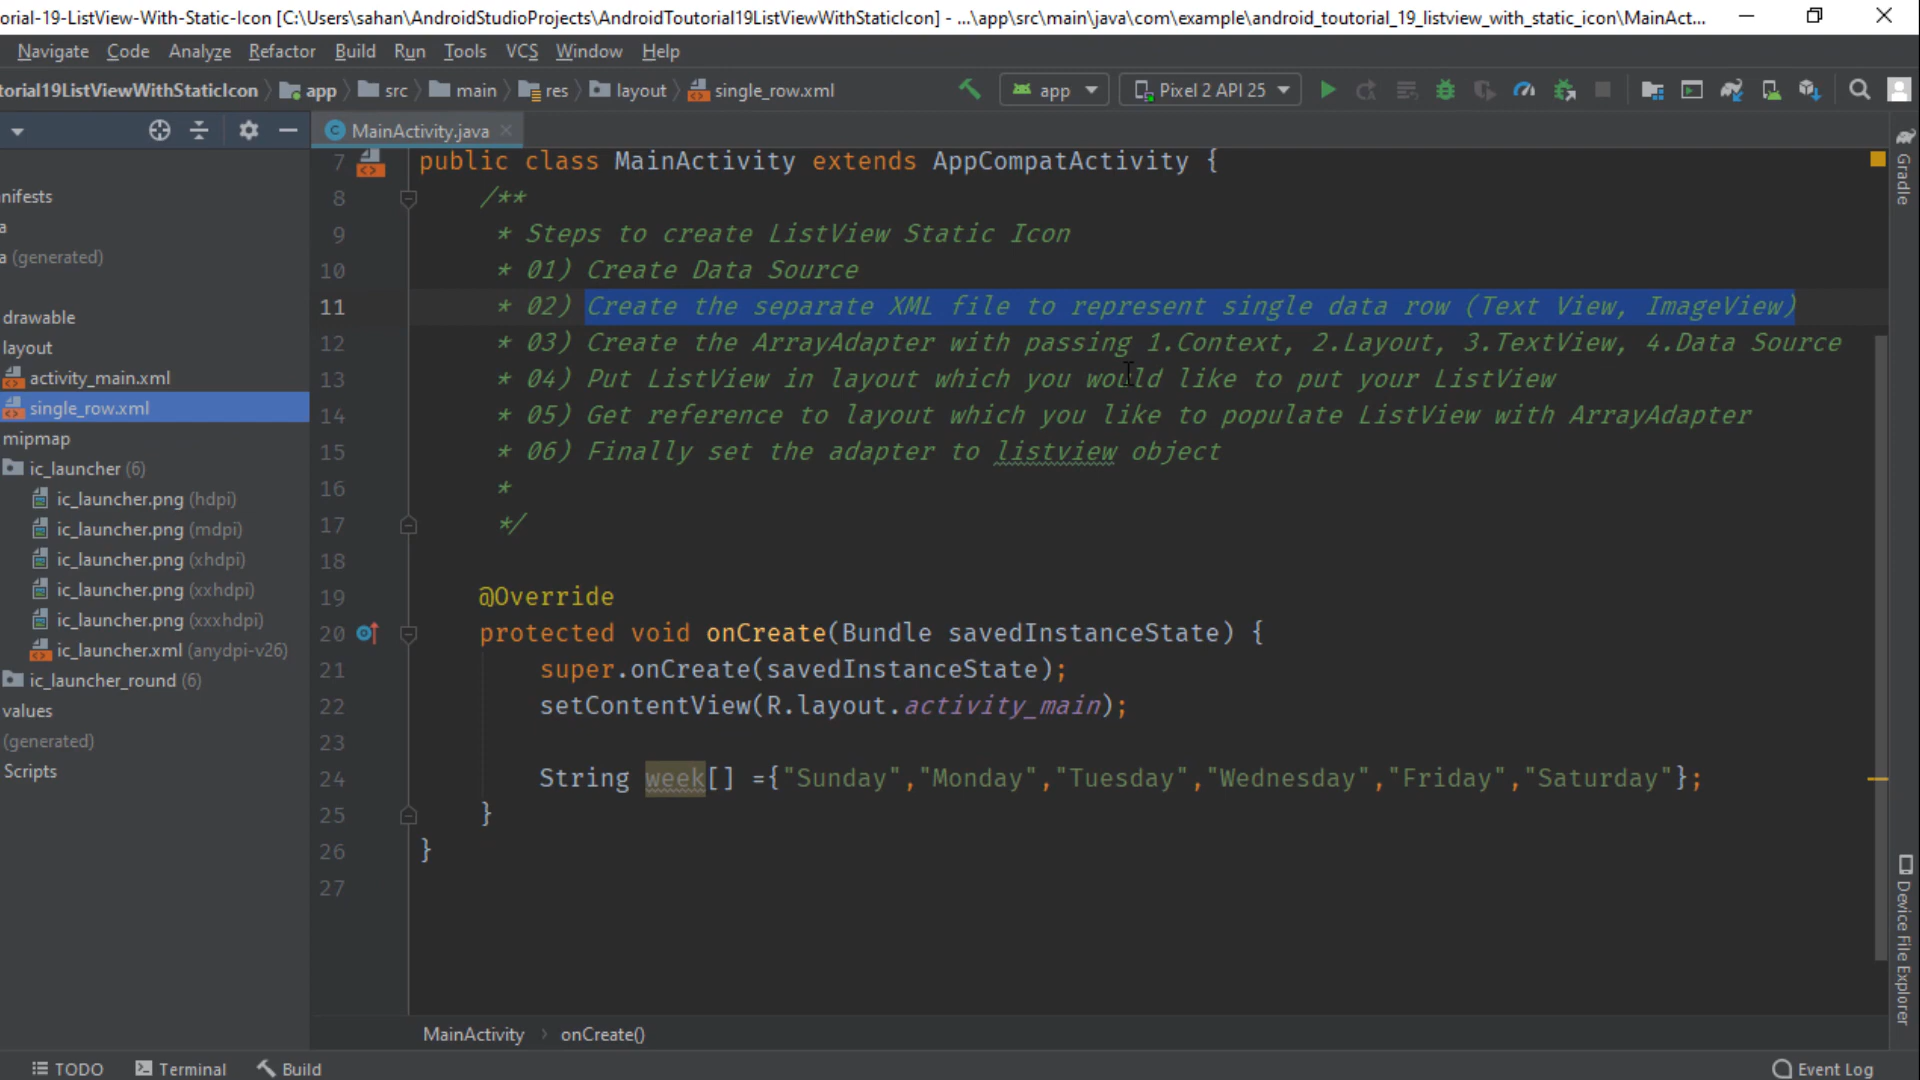 orial-19-ListView-With-Static-Icon [C:\Users\sahan\AndroidStudioProjects\AndroidToutorial19ListViewWithStaticIcon] - ...\app\src\main\java\com\example\android_toutorial_19_listview_with_static_icon\MainAct...
Navigate Code Analyze Refactor Build Run Tools VCS Window Help
torial19ListViewWithStaticIcon app src main res layout single_row.xml app Pixel 2 API 25
MainActivity.java
nifests
a
a (generated)
drawable
layout
activity_main.xml
single_row.xml
mipmap
ic_launcher (6)
ic_launcher.png (hdpi)
ic_launcher.png (mdpi)
ic_launcher.png (xhdpi)
ic_launcher.png (xxhdpi)
ic_launcher.png (xxxhdpi)
ic_launcher.xml (anydpi-v26)
ic_launcher_round (6)
values
(generated)
Scripts
7 public class MainActivity extends AppCompatActivity {
8 /**
9 * Steps to create ListView Static Icon
10 * 01) Create Data Source
11 * 02) Create the separate XML file to represent single data row (Text View, ImageView)
12 * 03) Create the ArrayAdapter with passing 1.Context, 2.Layout, 3.TextView, 4.Data Source
13 * 04) Put ListView in layout which you would like to put your ListView
14 * 05) Get reference to layout which you like to populate ListView with ArrayAdapter
15 * 06) Finally set the adapter to listview object
16 *
17 */
18
19 @Override
20 protected void onCreate(Bundle savedInstanceState) {
21 super.onCreate(savedInstanceState);
22 setContentView(R.layout.activity_main);
23
24 String week[] ={"Sunday","Monday","Tuesday","Wednesday","Friday","Saturday"};
25 }
26 }
27
Gradle
Device File Explorer
MainActivity › onCreate()
TODO Terminal Build Event Log